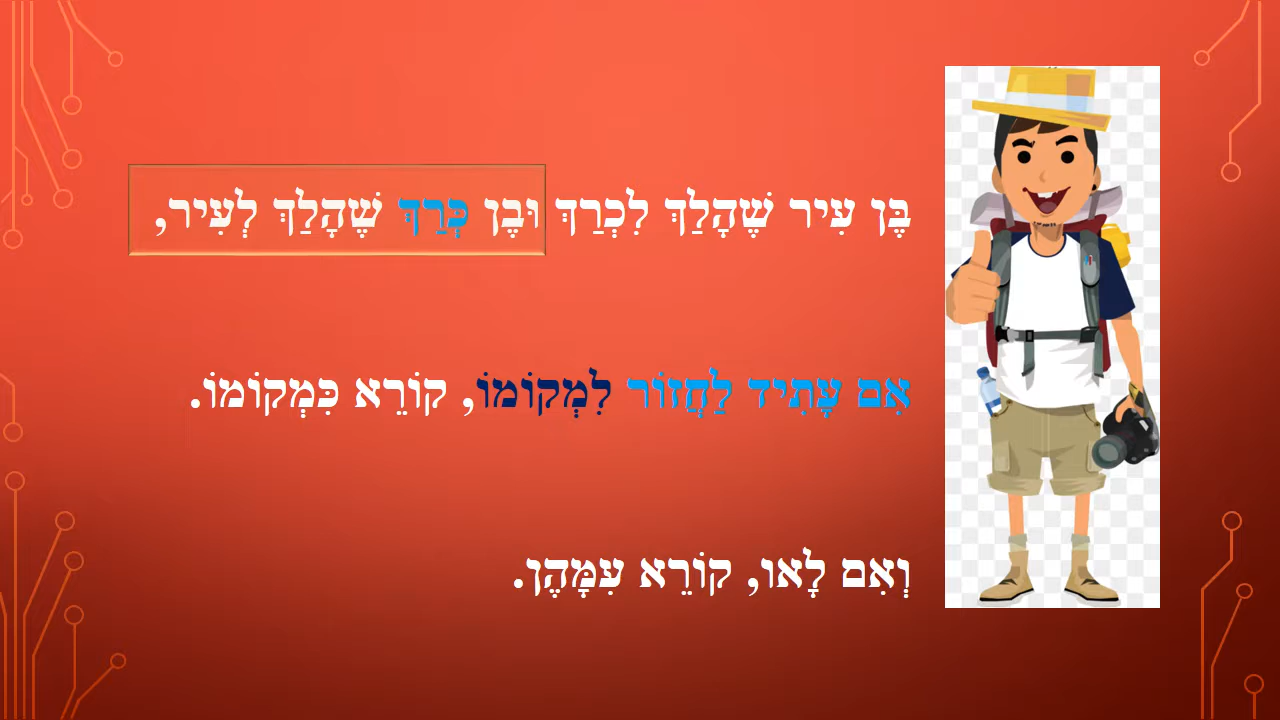 בֶּן עִיר שֶׁהָלַךְ לִכְרַךְ וּבֶן כְּרַךְ שֶׁהָלַךְ לְעִיר,
אִם עָתִיד לַחֲזוֹר לִמְקוֹמוֹ, קוֹרֵא כִּמְקוֹמוֹ.
וְאִם לָאו, קוֹרֵא עִמָּהֶן.